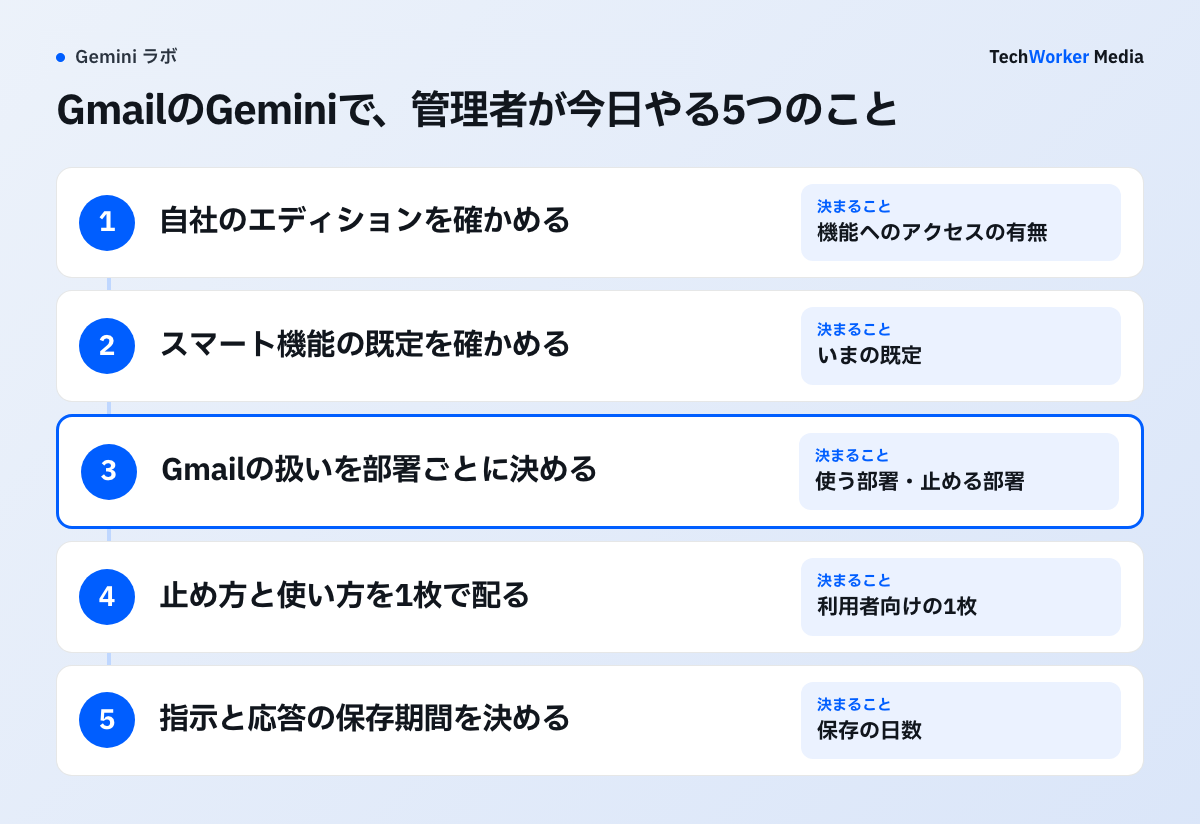 Gemini ラボ
TechWorker Media
GmailのGeminiで、管理者が今日やる5つのこと
1
自社のエディションを確かめる
決まること
機能へのアクセスの有無
2
スマート機能の既定を確かめる
決まること
いまの既定
3
Gmailの扱いを部署ごとに決める
決まること
使う部署・止める部署
4
止め方と使い方を1枚で配る
決まること
利用者向けの1枚
5
指示と応答の保存期間を決める
決まること
保存の日数